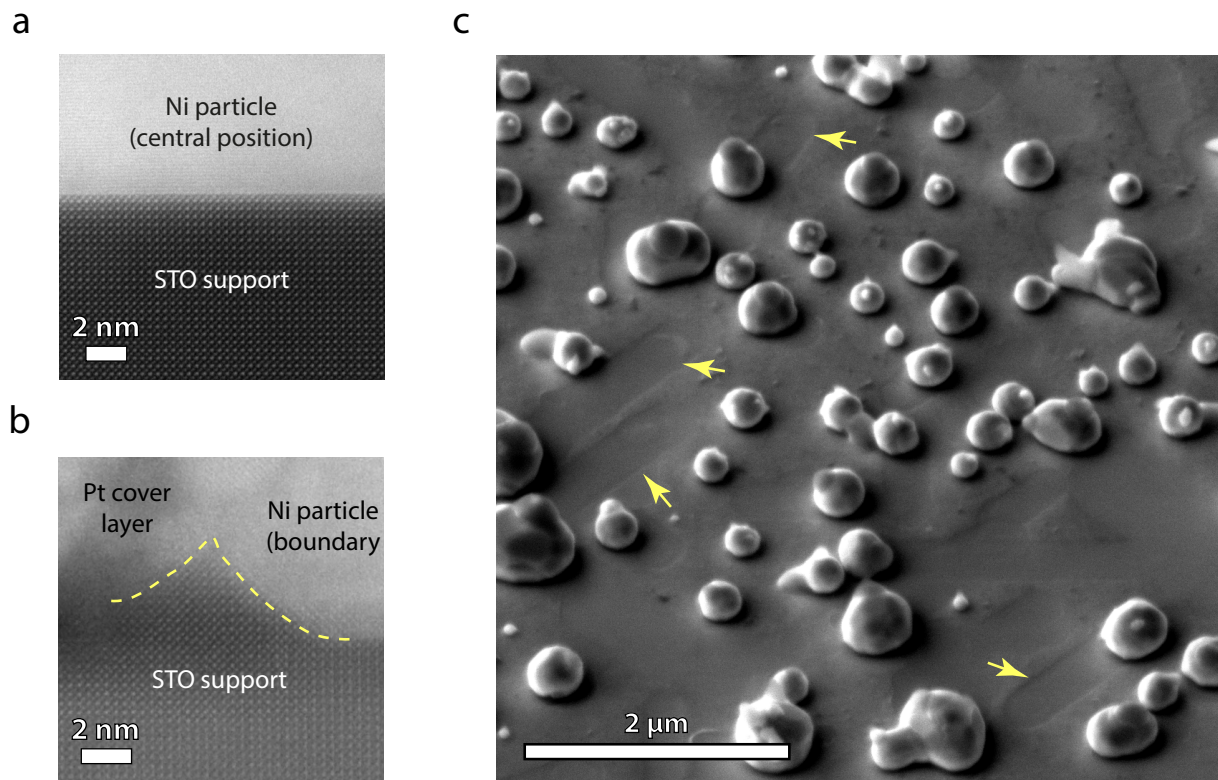 a
Ni particle
(central position)
STO support
2 nm
b
Pt cover
layer
Ni particle
(boundary
STO support
2 nm
c
2 μm